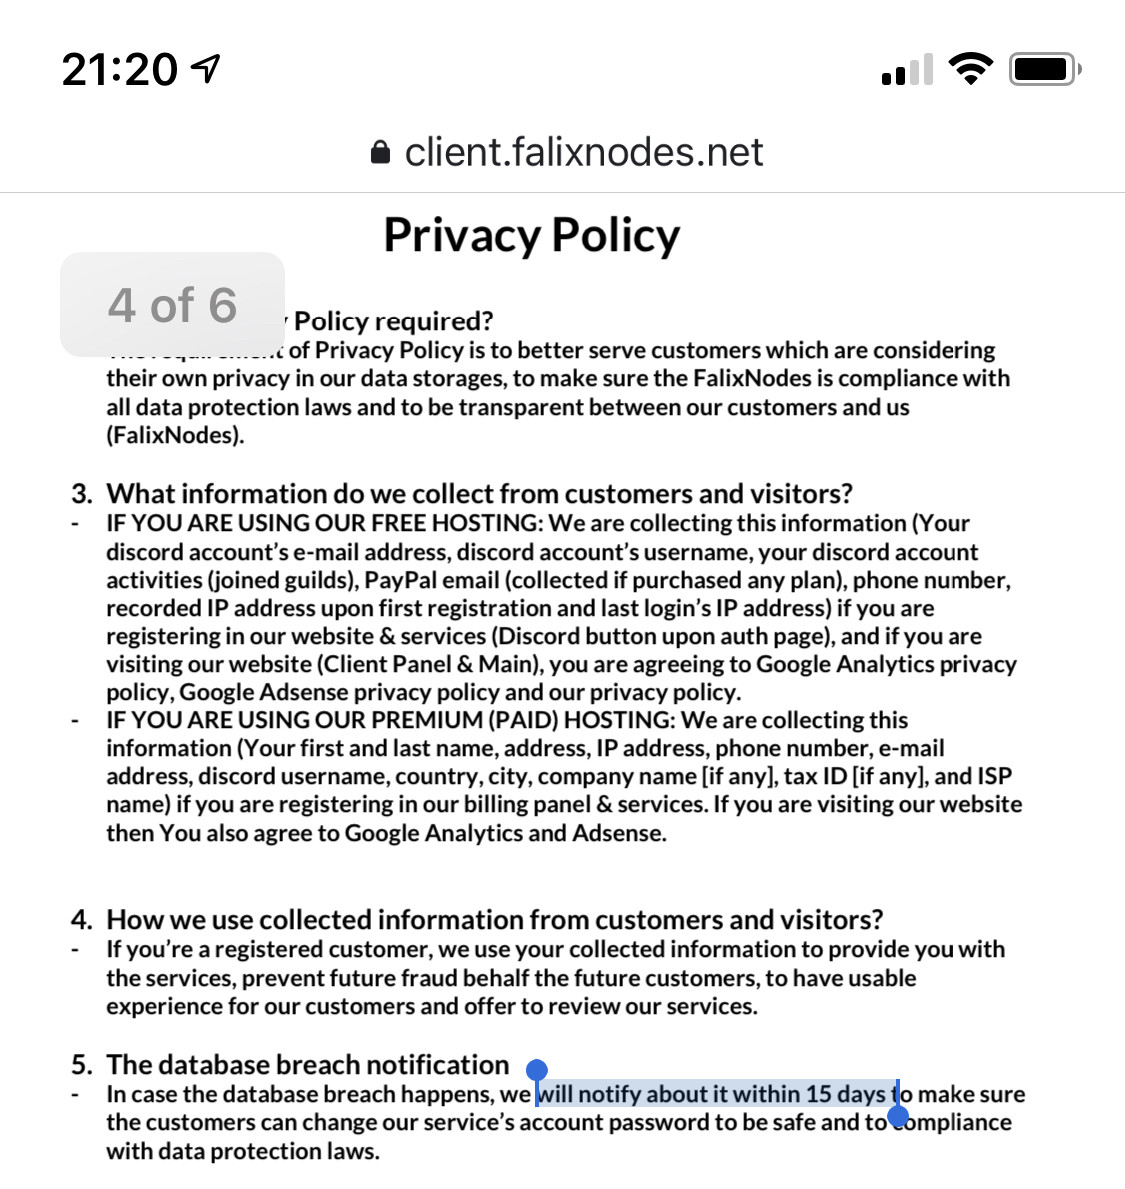 21:20
client.falixnodes.net
Privacy Policy
4 of 6
Policy required?
of Privacy Policy is to better serve customers which are considering
their own privacy in our data storages, to make sure the FalixNodes is compliance with
all data protection laws and to be transparent between our customers and us
(FalixNodes).
3. What information do we collect from customers and visitors?
- IF YOU ARE USING OUR FREE HOSTING: We are collecting this information (Your
discord account’s e-mail address, discord account’s username, your discord account
activities (joined guilds), PayPal email (collected if purchased any plan), phone number,
recorded IP address upon first registration and last login’s IP address) if you are
registering in our website & services (Discord button upon auth page), and if you are
visiting our website (Client Panel & Main), you are agreeing to Google Analytics privacy
policy, Google Adsense privacy policy and our privacy policy.
- IF YOU ARE USING OUR PREMIUM (PAID) HOSTING: We are collecting this
information (Your first and last name, address, IP address, phone number, e-mail
address, discord username, country, city, company name [if any], tax ID [if any], and ISP
name) if you are registering in our billing panel & services. If you are visiting our website
then You also agree to Google Analytics and Adsense.
4. How we use collected information from customers and visitors?
- If you’re a registered customer, we use your collected information to provide you with
the services, prevent future fraud behalf the future customers, to have usable
experience for our customers and offer to review our services.
5. The database breach notification
- In case the database breach happens, we will notify about it within 15 days to make sure
the customers can change our service’s account password to be safe and to compliance
with data protection laws.